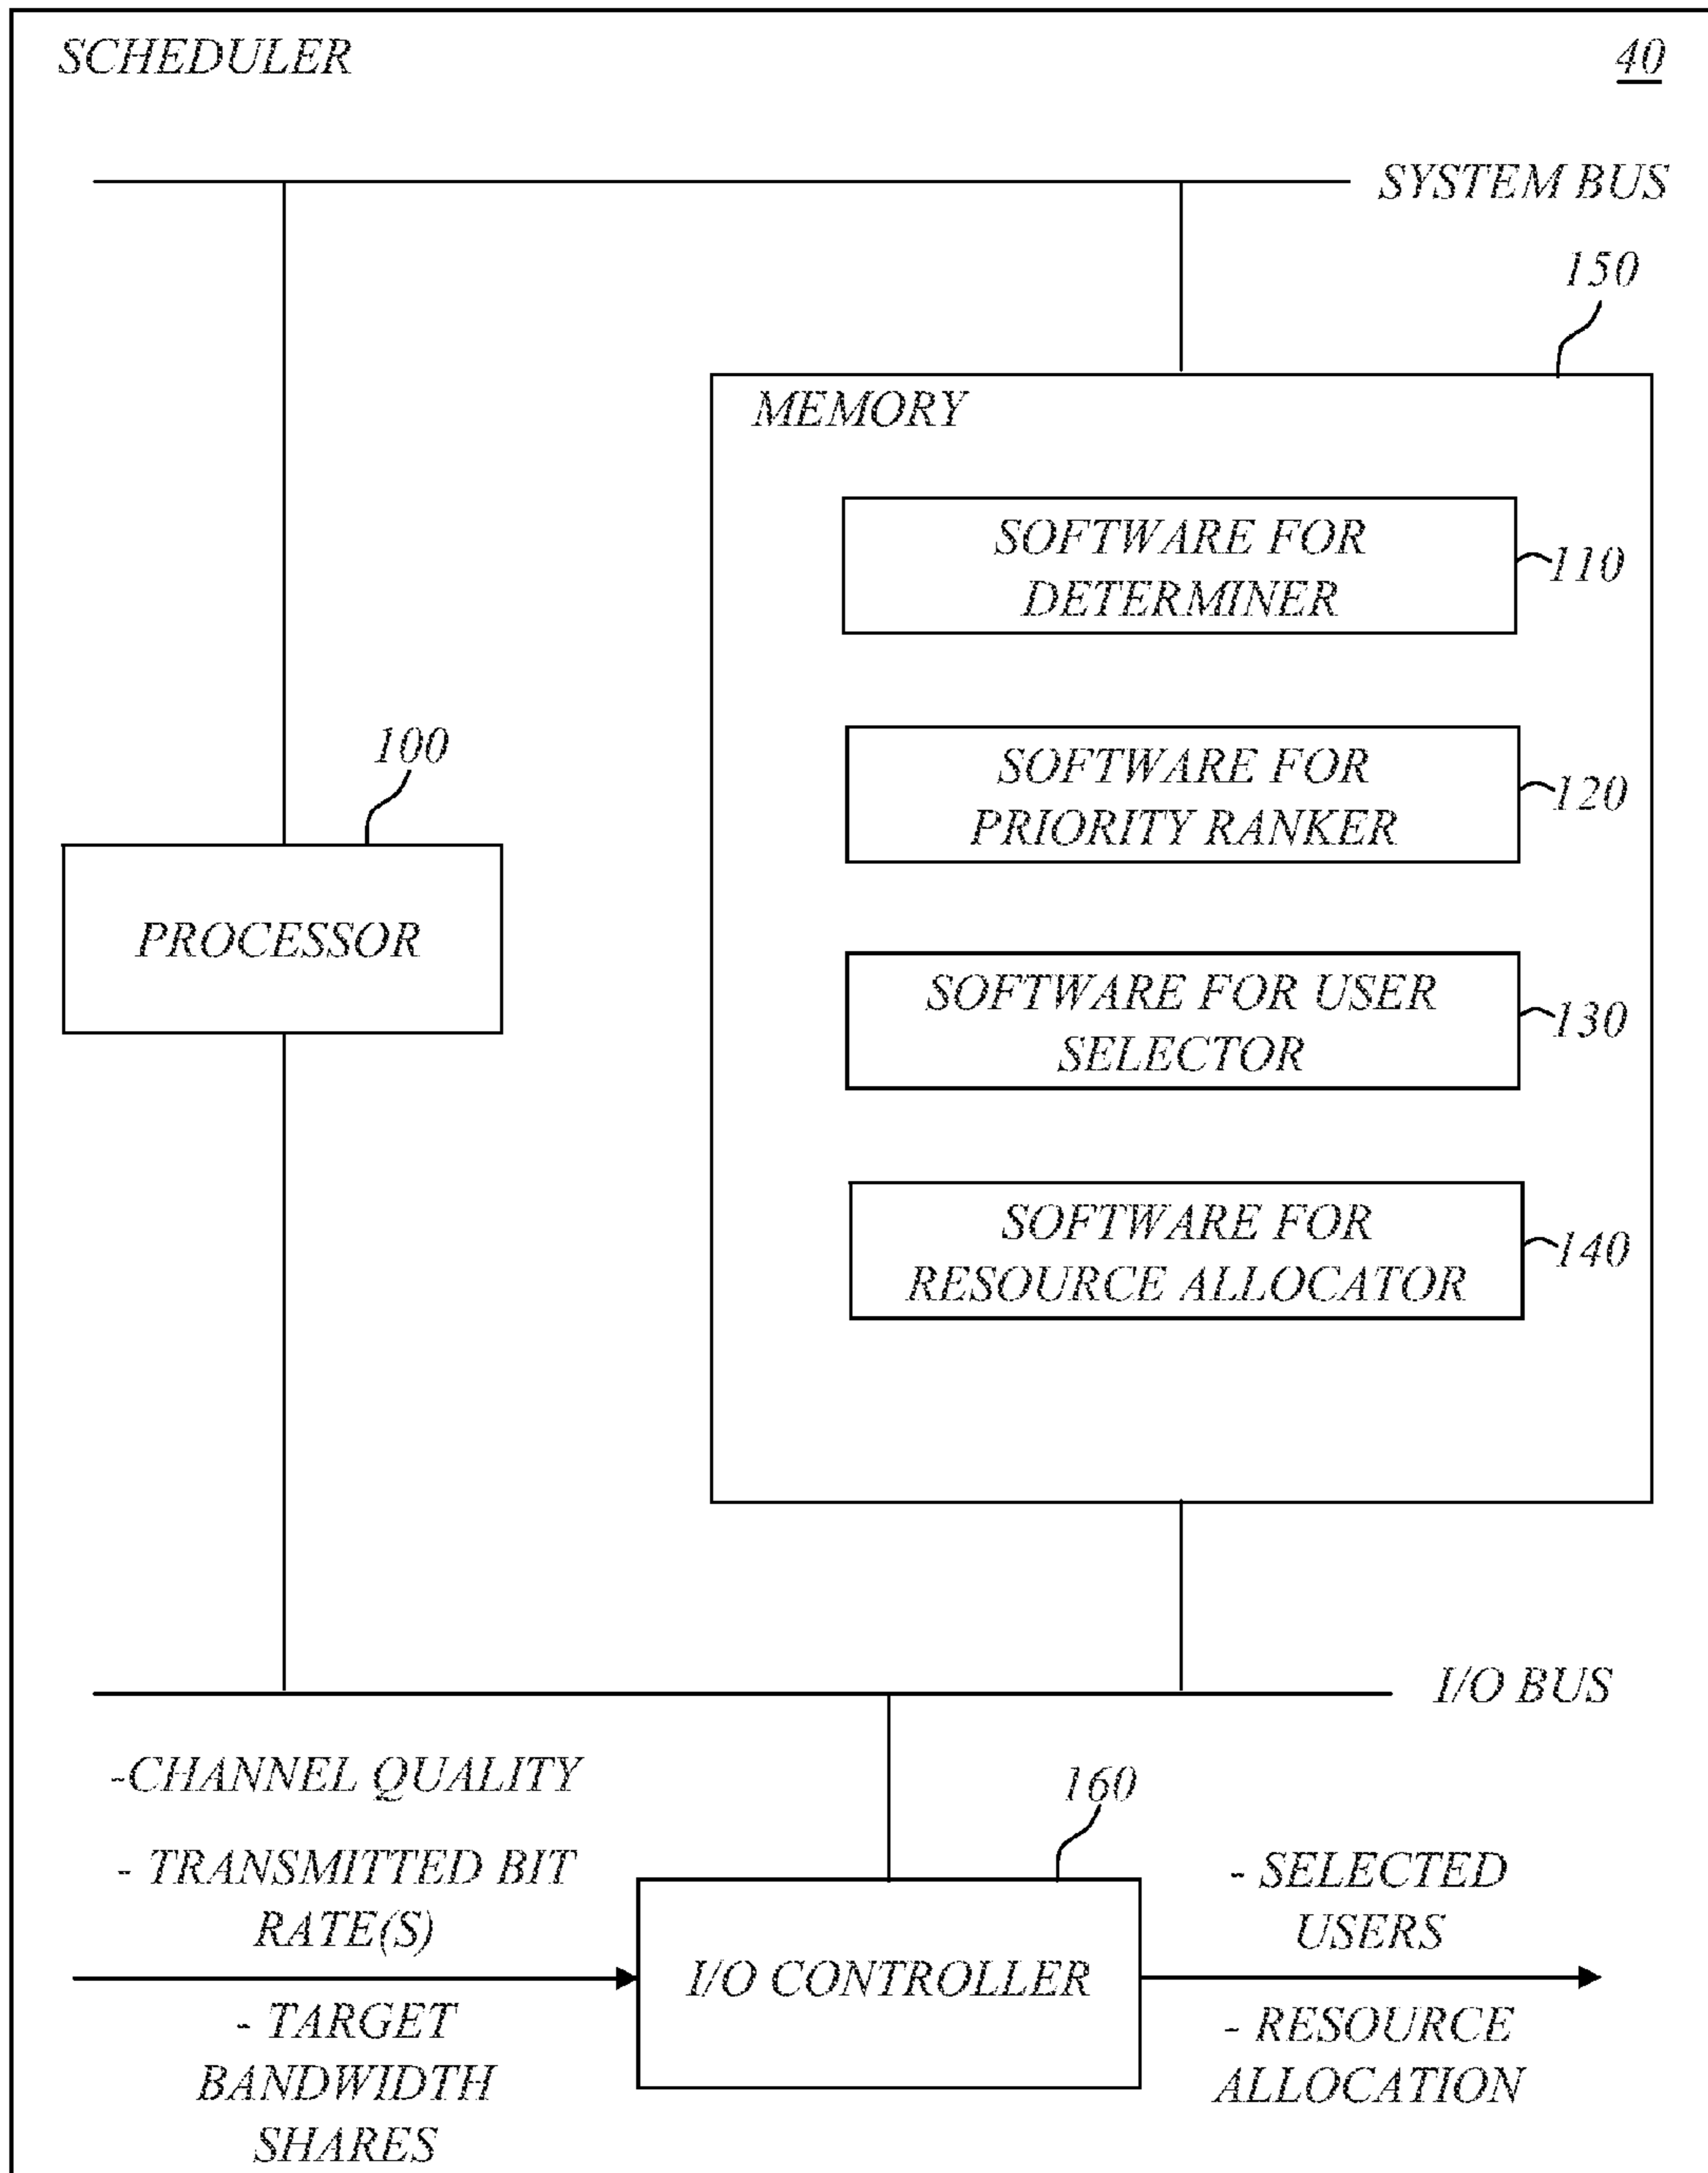 SCHEDULER
40
SYSTEM BUS
150
MEMORY
SOFTWARE FOR
DETERMINER
110
100
SOFTWARE FOR
PRIORITY RANKER
120
PROCESSOR
SOFTWARE FOR USER
SELECTOR
130
SOFTWARE FOR
RESOURCE ALLOCATOR
140
I/O BUS
-CHANNEL QUALITY
- TRANSMITTED BIT
RATE(S)
- TARGET
BANDWIDTH
SHARES
160
I/O CONTROLLER
- SELECTED
USERS
- RESOURCE
ALLOCATION